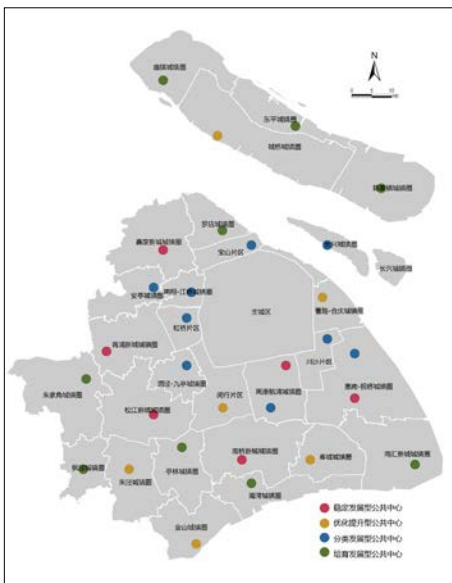 N
东平城镇圈
城桥城镇圈
罗店城镇圈
嘉定新城城镇圈
宝山片区
长兴城镇圈
安亭城镇圈
南翔-江桥城镇圈
主城区
曹路-合庆城镇圈
虹桥片区
青浦新城城镇圈
川沙片区
泗泾-九亭城镇圈
朱家角城镇圈
闵行片区
周浦航湾城镇圈
惠南-祝桥城镇圈
松江新城城镇圈
枫泾城镇圈
朱泾城镇圈
亭林城镇圈
南桥新城城镇圈
奉城城镇圈
南汇新城城镇圈
海湾城镇圈
金山城镇圈
稳定发展型公共中心
优化提升型公共中心
分类发展型公共中心
培育发展型公共中心